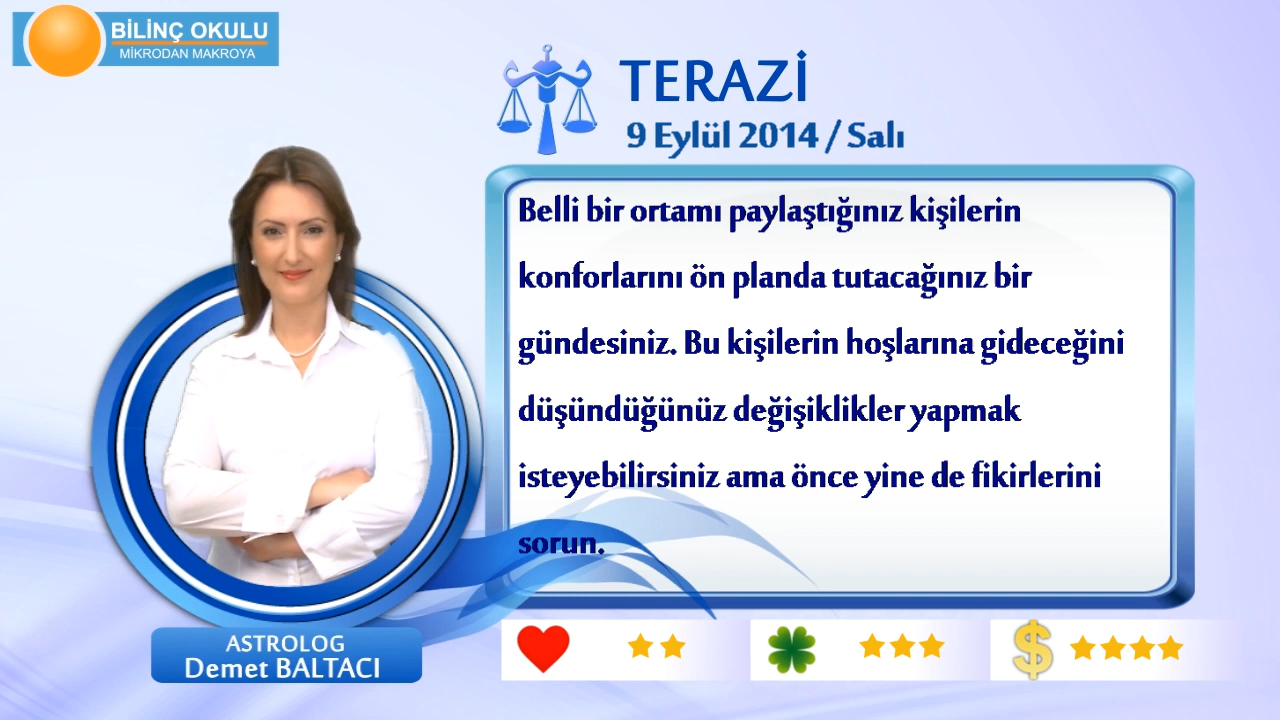 BİLİNÇ OKULU
MİKRODAN MAKROYA
TERAZİ
9 Eylül 2014 / Salı
Belli bir ortamı paylaştığınız kişilerin
konforlarını ön planda tutacağınız bir
gündesiniz. Bu kişilerin hoşlarına gideceğini
düşündüğünüz değişiklikler yapmak
isteyebilirsiniz ama önce yine de fikirlerini
sorun.
ASTROLOG
Demet BALTACI